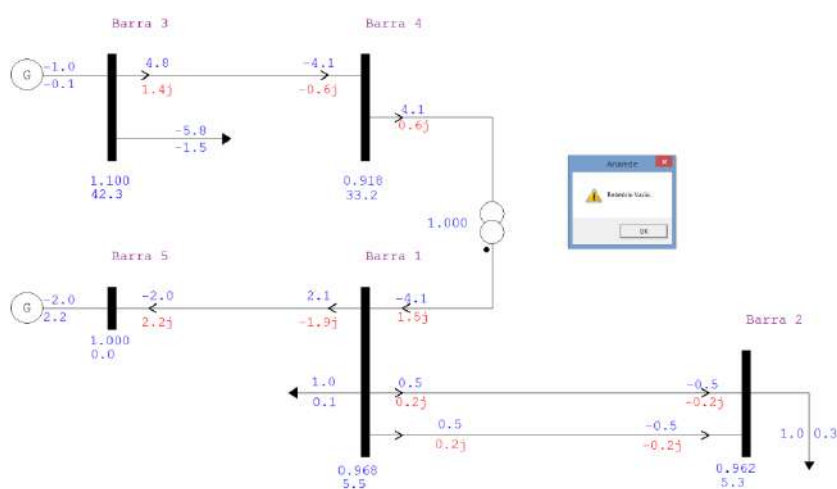 Barra 3
Barra 4
G
-1.0
-0.1
4.8
1.4j
-4.1
-0.6j
-5.8
-1.5
4.1
0.6j
1.100
42.3
0.918
33.2
1.000
Anarede
Relatório Vazio.
OK
Barra 5
Barra 1
G
-2.0
2.2
-2.0
2.2j
2.1
-1.9j
-4.1
1.5j
1.000
0.0
Barra 2
1.0
0.1
0.5
0.2j
-0.5
-0.2j
0.5
0.2j
-0.5
-0.2j
1.0
0.3
0.968
5.5
0.962
5.3